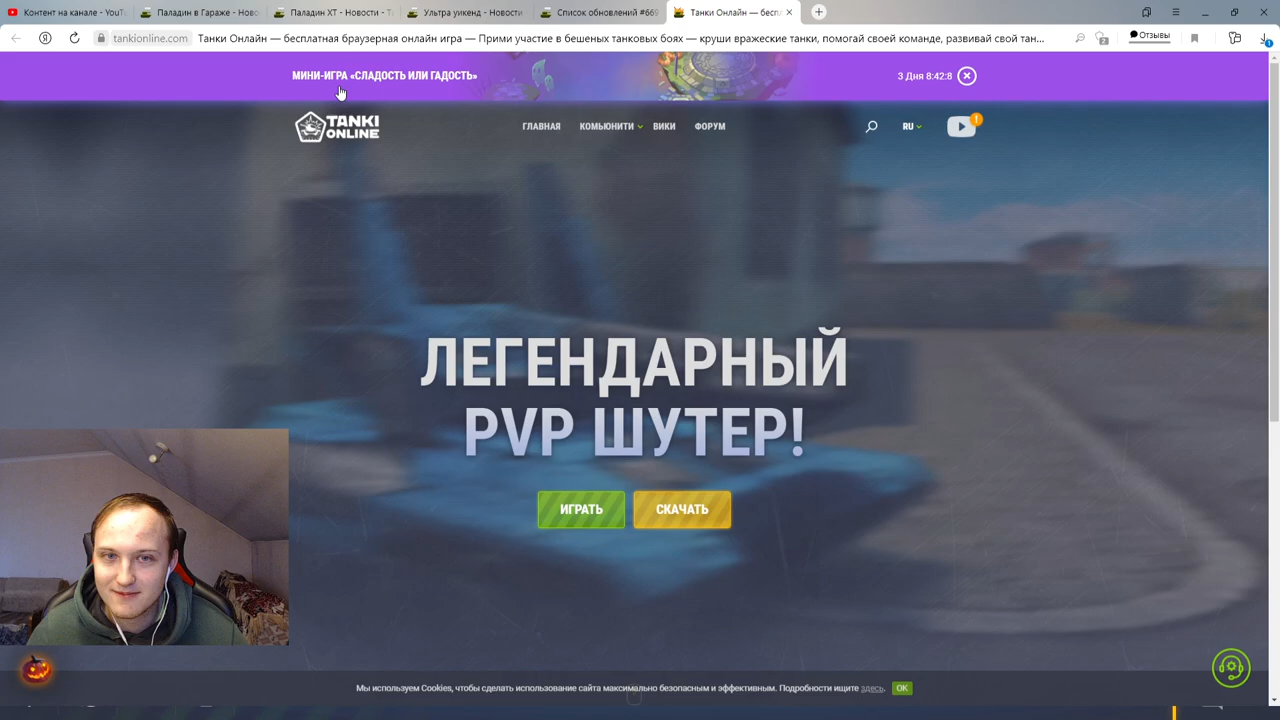 Контент на канале - YouTu
Паладин в Гараже - Ново
Паладин ХТ - Новости - Т
Ультра уикенд - Новости
Список обновлений #669
Танки Онлайн — беспл
tankionline.com
Танки Онлайн — бесплатная браузерная онлайн игра — Прими участие в бешеных танковых боях — круши вражеские танки, помогай своей команде, развивай свой тан...
Отзывы
2
1
МИНИ-ИГРА «СЛАДОСТЬ ИЛИ ГАДОСТЬ»
3 Дня 8:42:8
TANKI
ONLINE
ГЛАВНАЯ
КОМЬЮНИТИ
ВИКИ
ФОРУМ
RU
!
ЛЕГЕНДАРНЫЙ
PVP ШУТЕР!
ИГРАТЬ
СКАЧАТЬ
Мы используем Cookies, чтобы сделать использование сайта максимально безопасным и эффективным. Подробности ищите здесь.
OK